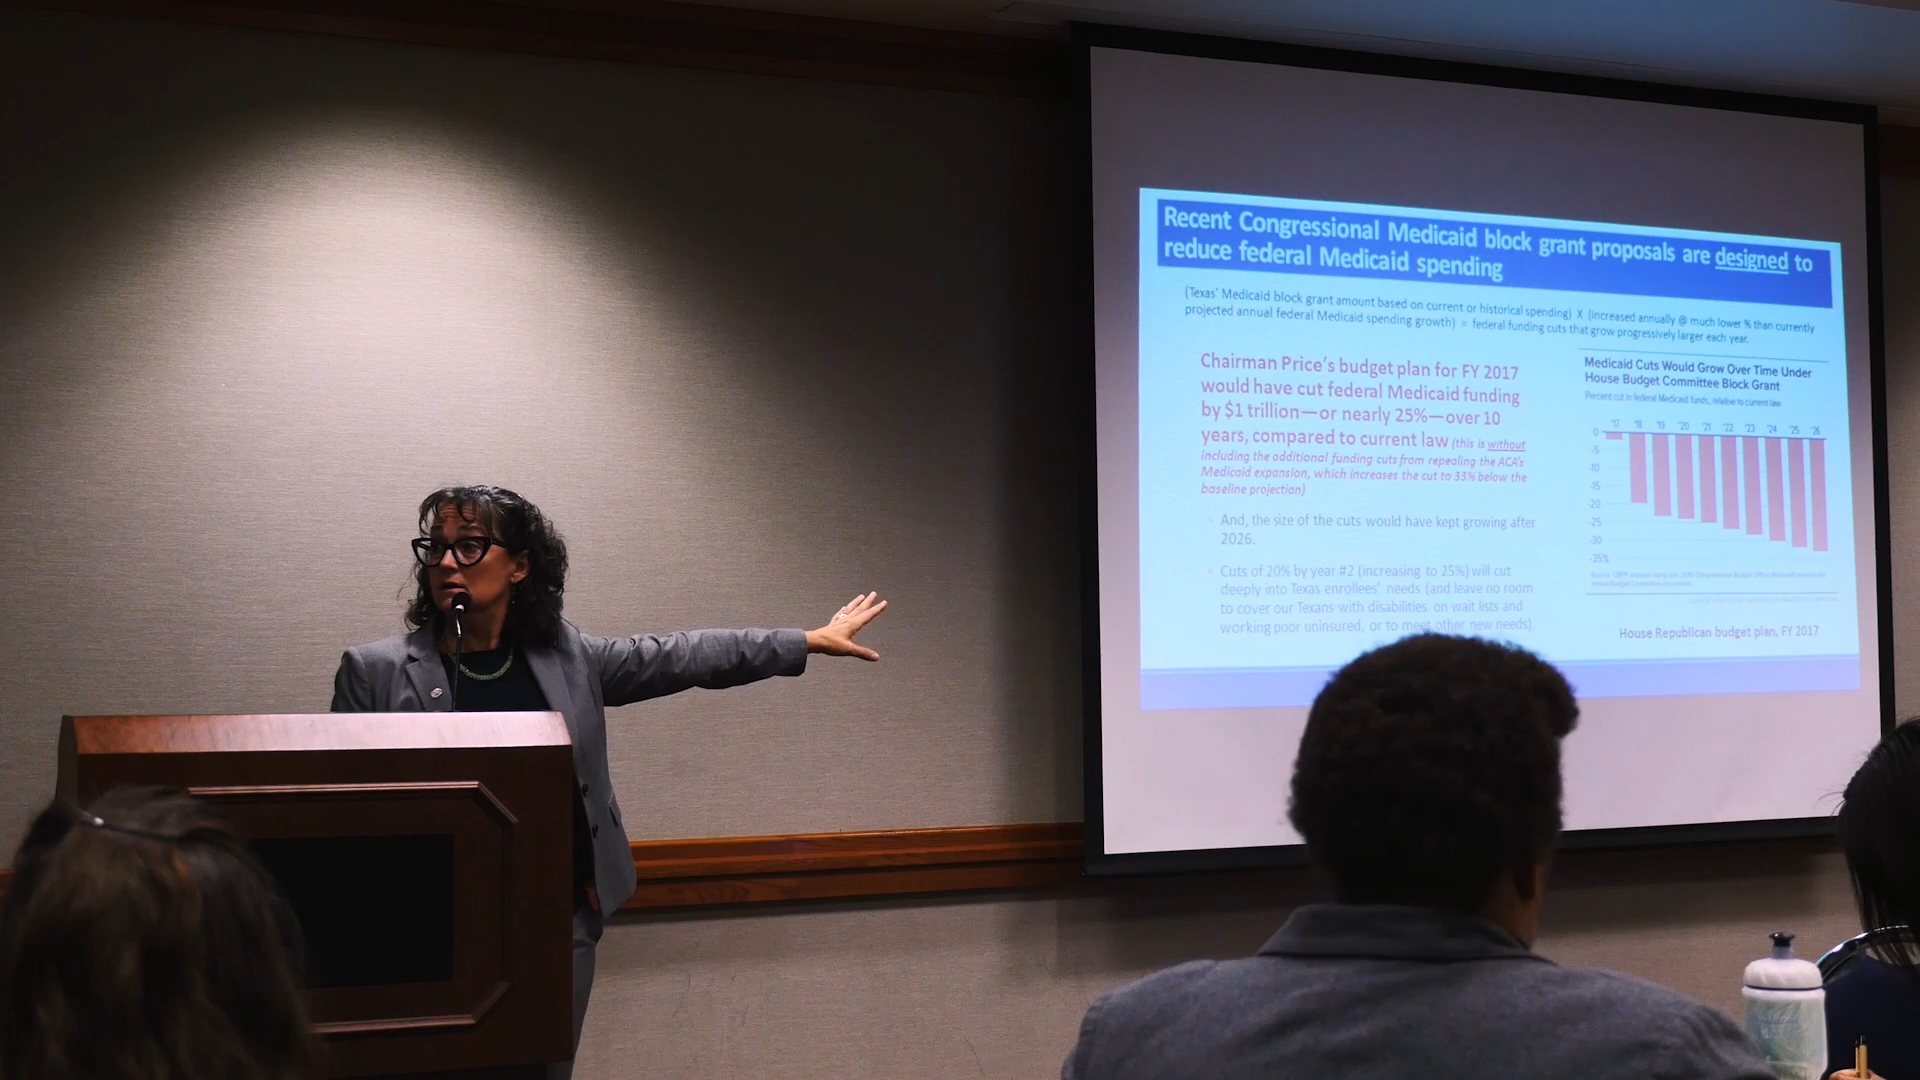 Recent Congressional Medicaid block grant proposals are designed to
reduce federal Medicaid spending
(Texas' Medicaid block grant amount based on current or historical spending) X (increased annually @ much lower % than currently
projected annual federal Medicaid spending growth) = federal funding cuts that grow progressively larger each year.
Chairman Price's budget plan for FY 2017
would have cut federal Medicaid funding
by $1 trillion—or nearly 25%—over 10
years, compared to current law (this is without
including the additional funding cuts from repealing the ACA's
Medicaid expansion, which increases the cut to 33% below the
baseline projection)
And, the size of the cuts would have kept growing after
2026.
Cuts of 20% by year #2 (increasing to 25%) will cut
deeply into Texas enrollees' needs (and leave no room
to cover our Texans with disabilities on wait lists and
working poor uninsured, or to meet other new needs).
Medicaid Cuts Would Grow Over Time Under
House Budget Committee Block Grant
Percent cut in federal Medicaid funds, relative to current law
'17 '18 '19 '20 '21 '22 '23 '24 '25 '26
0
-5
-10
-15
-20
-25
-30
-35%
House Republican budget plan, FY 2017